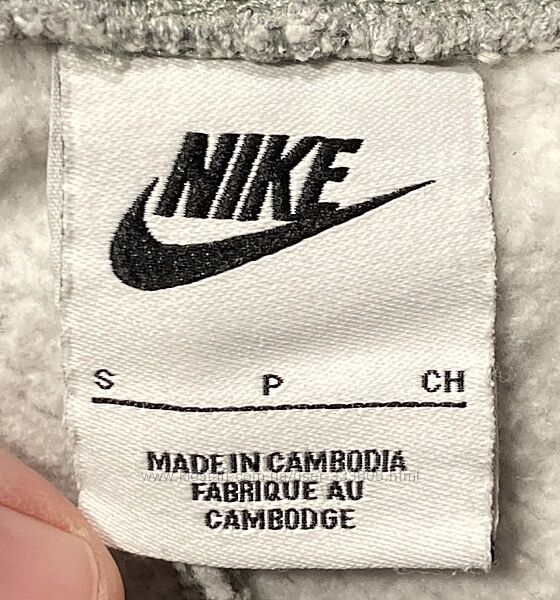 NIKE
S P CH
MADE IN CAMBODIA
FABRIQUE AU
CAMBODGE